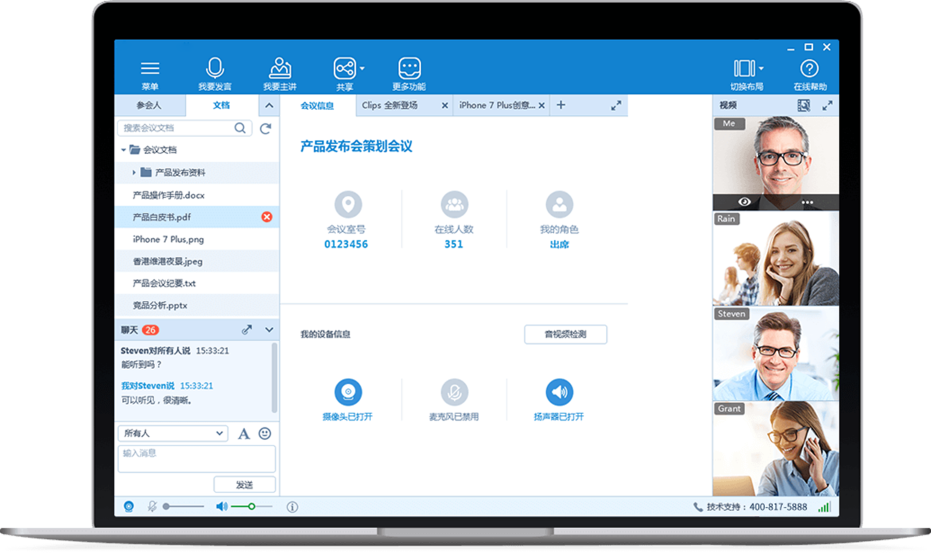 菜单
我要发言
我要主讲
共享
更多功能
切换布局
在线帮助
参会人
文档
搜索会议文档
会议文档
产品发布资料
产品操作手册.docx
产品白皮书.pdf
iPhone 7 Plus,png
香港维港夜景.jpeg
产品会议纪要.txt
竞品分析.pptx
聊天 26
Steven对所有人说 15:33:21
能听到吗？
我对Steven说 15:33:21
可以听见，很清晰。
所有人
A
输入消息
发送
会议信息
Clips 全新登场
iPhone 7 Plus创意...
产品发布会策划会议
会议室号
0123456
在线人数
351
我的角色
出席
我的设备信息
音视频检测
摄像头已打开
麦克风已禁用
扬声器已打开
视频
Me
Rain
Steven
Grant
技术支持：400-817-5888